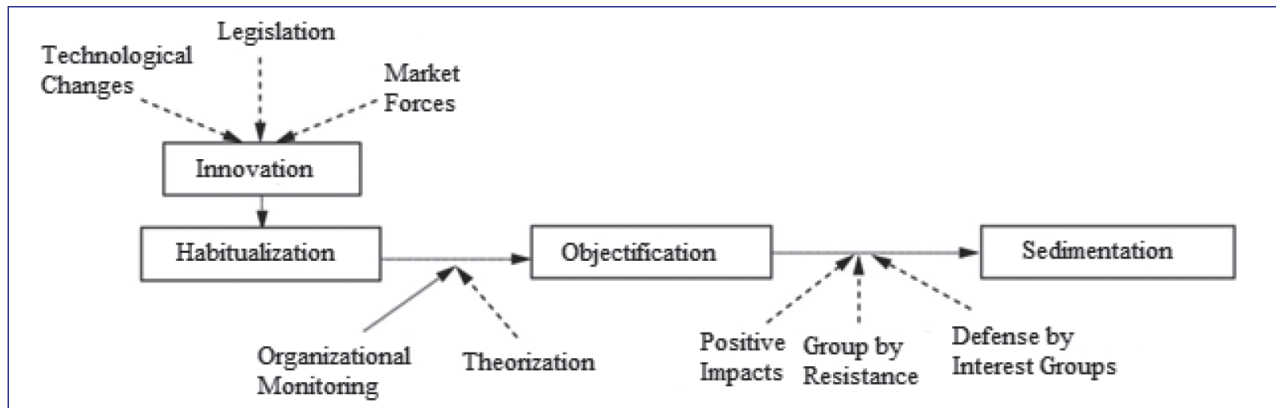 Legislation
Technological
Changes
Market
Forces
Innovation
Habitualization
Objectification
Sedimentation
Organizational
Monitoring
Theorization
Positive
Impacts
Group by
Resistance
Defense by
Interest Groups